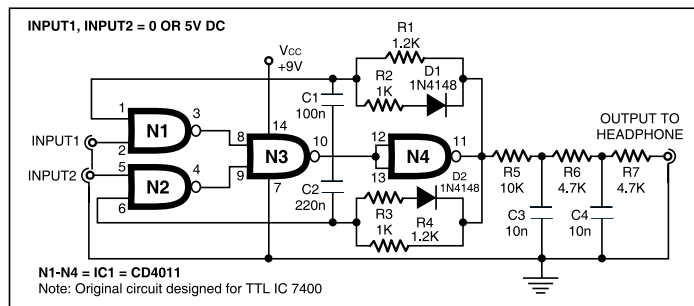 INPUT1, INPUT2 = 0 OR 5V DC
R1
1.2K
VCC
+9V
R2
1K
D1
1N4148
C1
100n
1
3
N1
2
INPUT1
14
8
10
N3
9
7
12
11
N4
13
OUTPUT TO
HEADPHONE
INPUT2
5
4
N2
6
C2
220n
D2
1N4148
R3
1K
R4
1.2K
R5
10K
R6
4.7K
R7
4.7K
C3
10n
C4
10n
N1-N4 = IC1 = CD4011
Note: Original circuit designed for TTL IC 7400